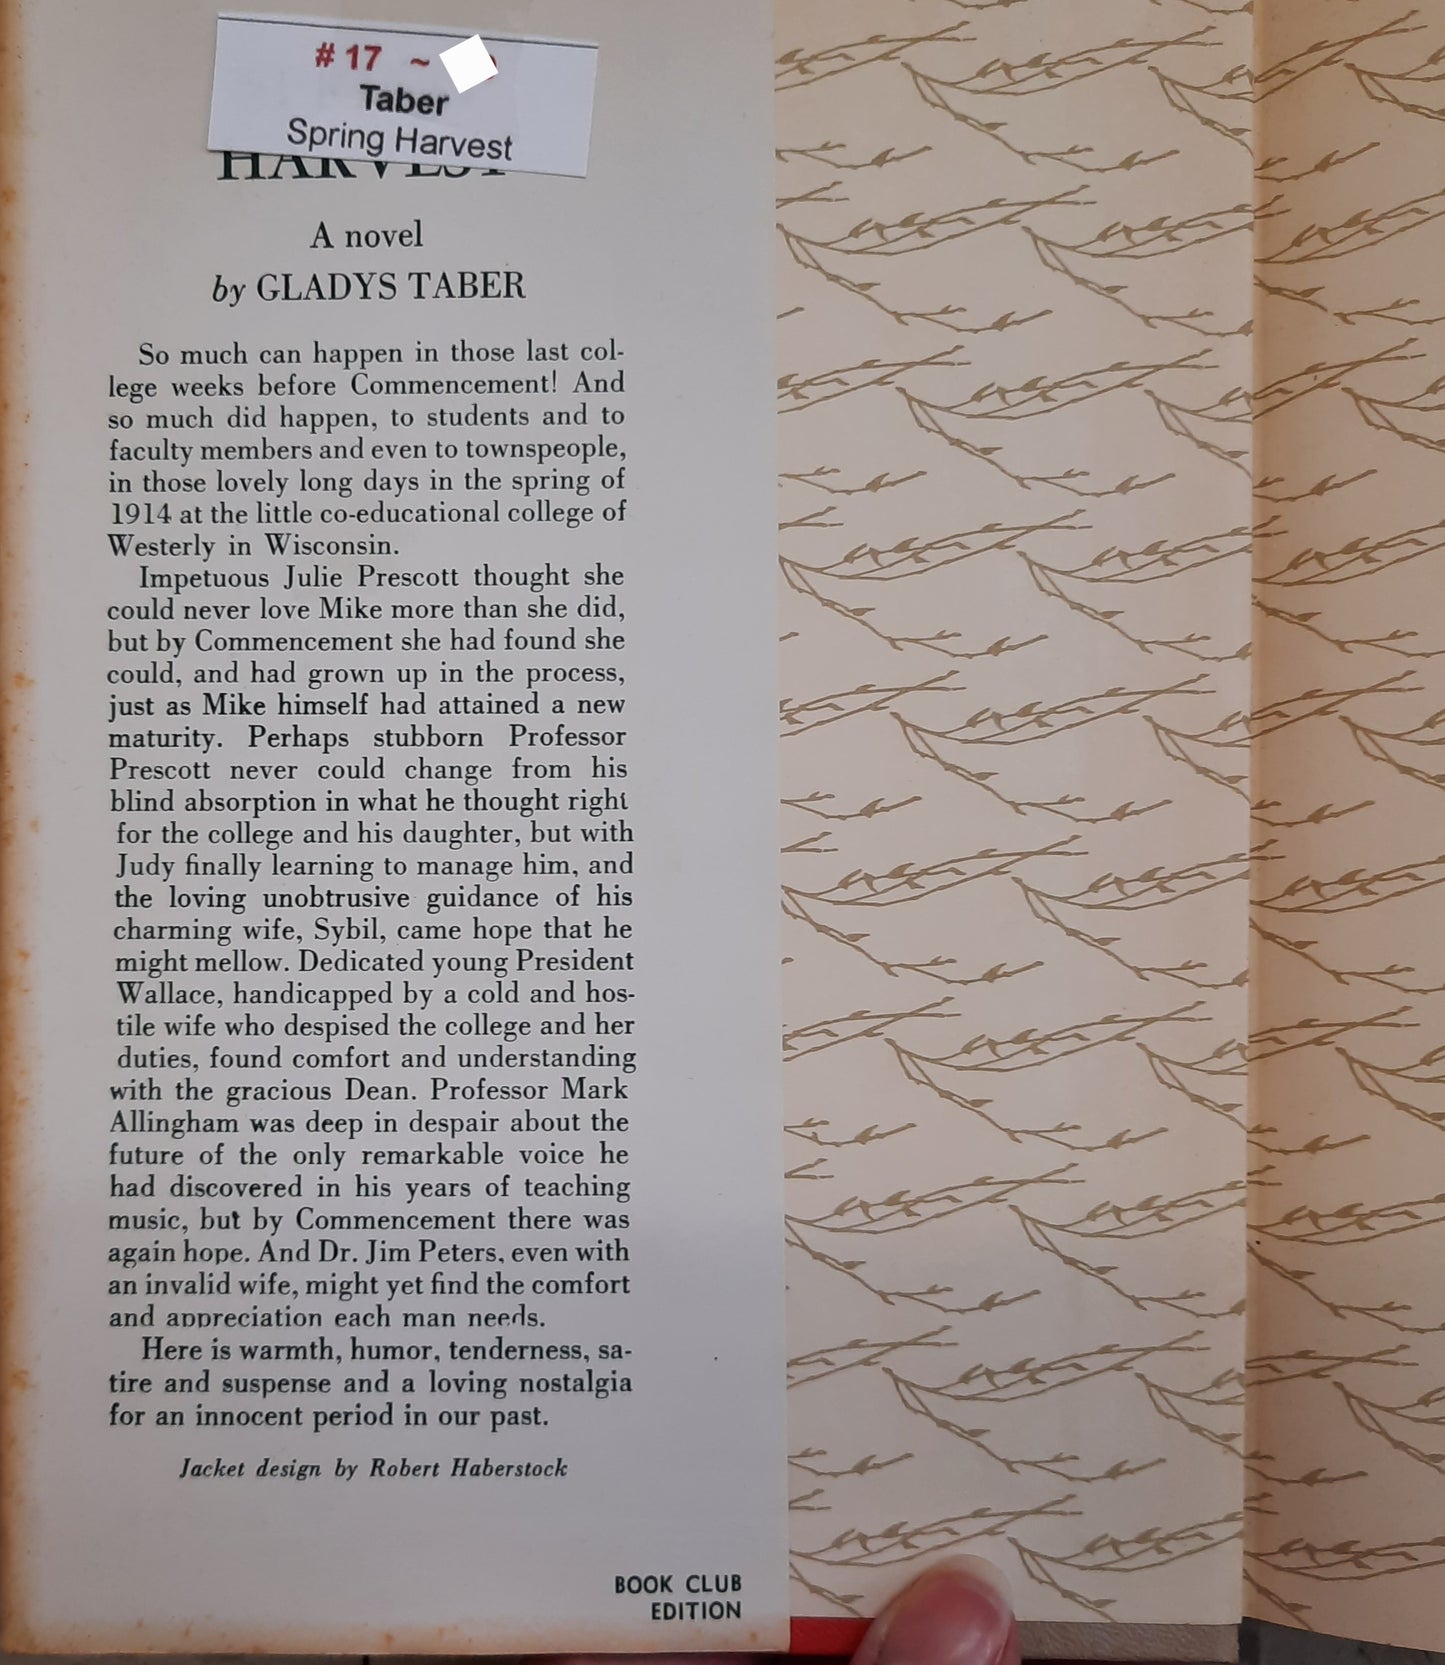 # 17 ~
Taber
Spring Harvest
HARVEST
A novel
by GLADYS TABER
So much can happen in those last col-
lege weeks before Commencement! And
so much did happen, to students and to
faculty members and even to townspeople,
in those lovely long days in the spring of
1914 at the little co-educational college of
Westerly in Wisconsin.
Impetuous Julie Prescott thought she
could never love Mike more than she did,
but by Commencement she had found she
could, and had grown up in the process,
just as Mike himself had attained a new
maturity. Perhaps stubborn Professor
Prescott never could change from his
blind absorption in what he thought right
for the college and his daughter, but with
Judy finally learning to manage him, and
the loving unobtrusive guidance of his
charming wife, Sybil, came hope that he
might mellow. Dedicated young President
Wallace, handicapped by a cold and hos-
tile wife who despised the college and her
duties, found comfort and understanding
with the gracious Dean. Professor Mark
Allingham was deep in despair about the
future of the only remarkable voice he
had discovered in his years of teaching
music, but by Commencement there was
again hope. And Dr. Jim Peters, even with
an invalid wife, might yet find the comfort
and appreciation each man needs.
Here is warmth, humor, tenderness, sa-
tire and suspense and a loving nostalgia
for an innocent period in our past.
Jacket design by Robert Haberstock
BOOK CLUB
EDITION